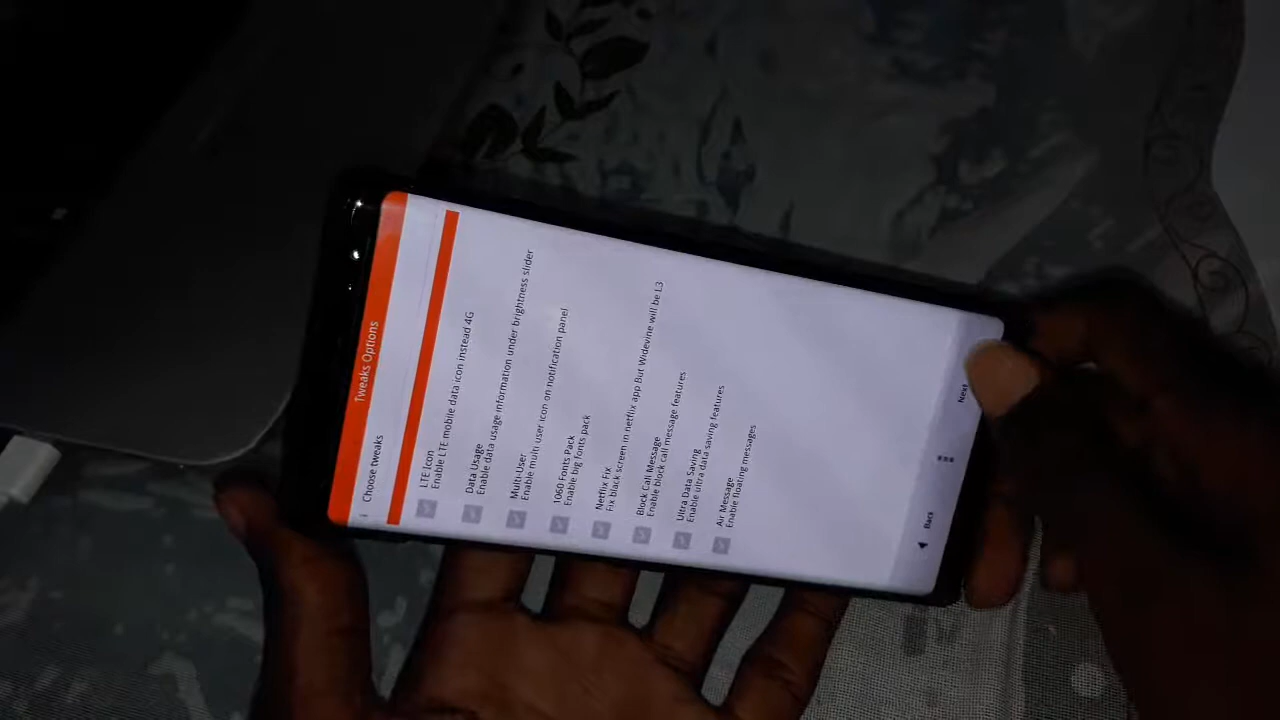 Tweaks Options
Choose tweaks
LTE Icon
Enable LTE mobile data icon instead 4G
Data Usage
Enable data usage information under brightness slider
Multi-User
Enable multi user icon on notification panel
1060 Fonts Pack
Enable big fonts pack
Netflix Fix
Fix black screen in netflix app But Widevine will be L3
Block Call Message
Enable block call message features
Ultra Data Saving
Enable ultra data saving features
Air Message
Enable floating messages
Back
Next